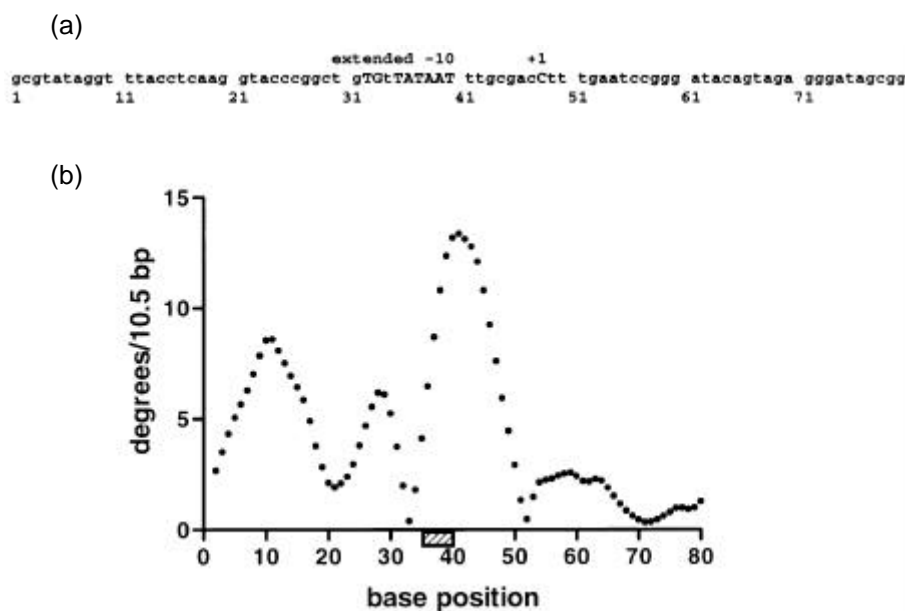 (a)
extended -10 +1
gcgtataggt ttacctcaag gtacccggct gTGtTATAAT ttgcgacCtt tgaatccggg atacagtaga gggatagcgg
1 11 21 31 41 51 61 71
(b)
15
10
5
0
degrees/10.5 bp
0 10 20 30 40 50 60 70 80
base position